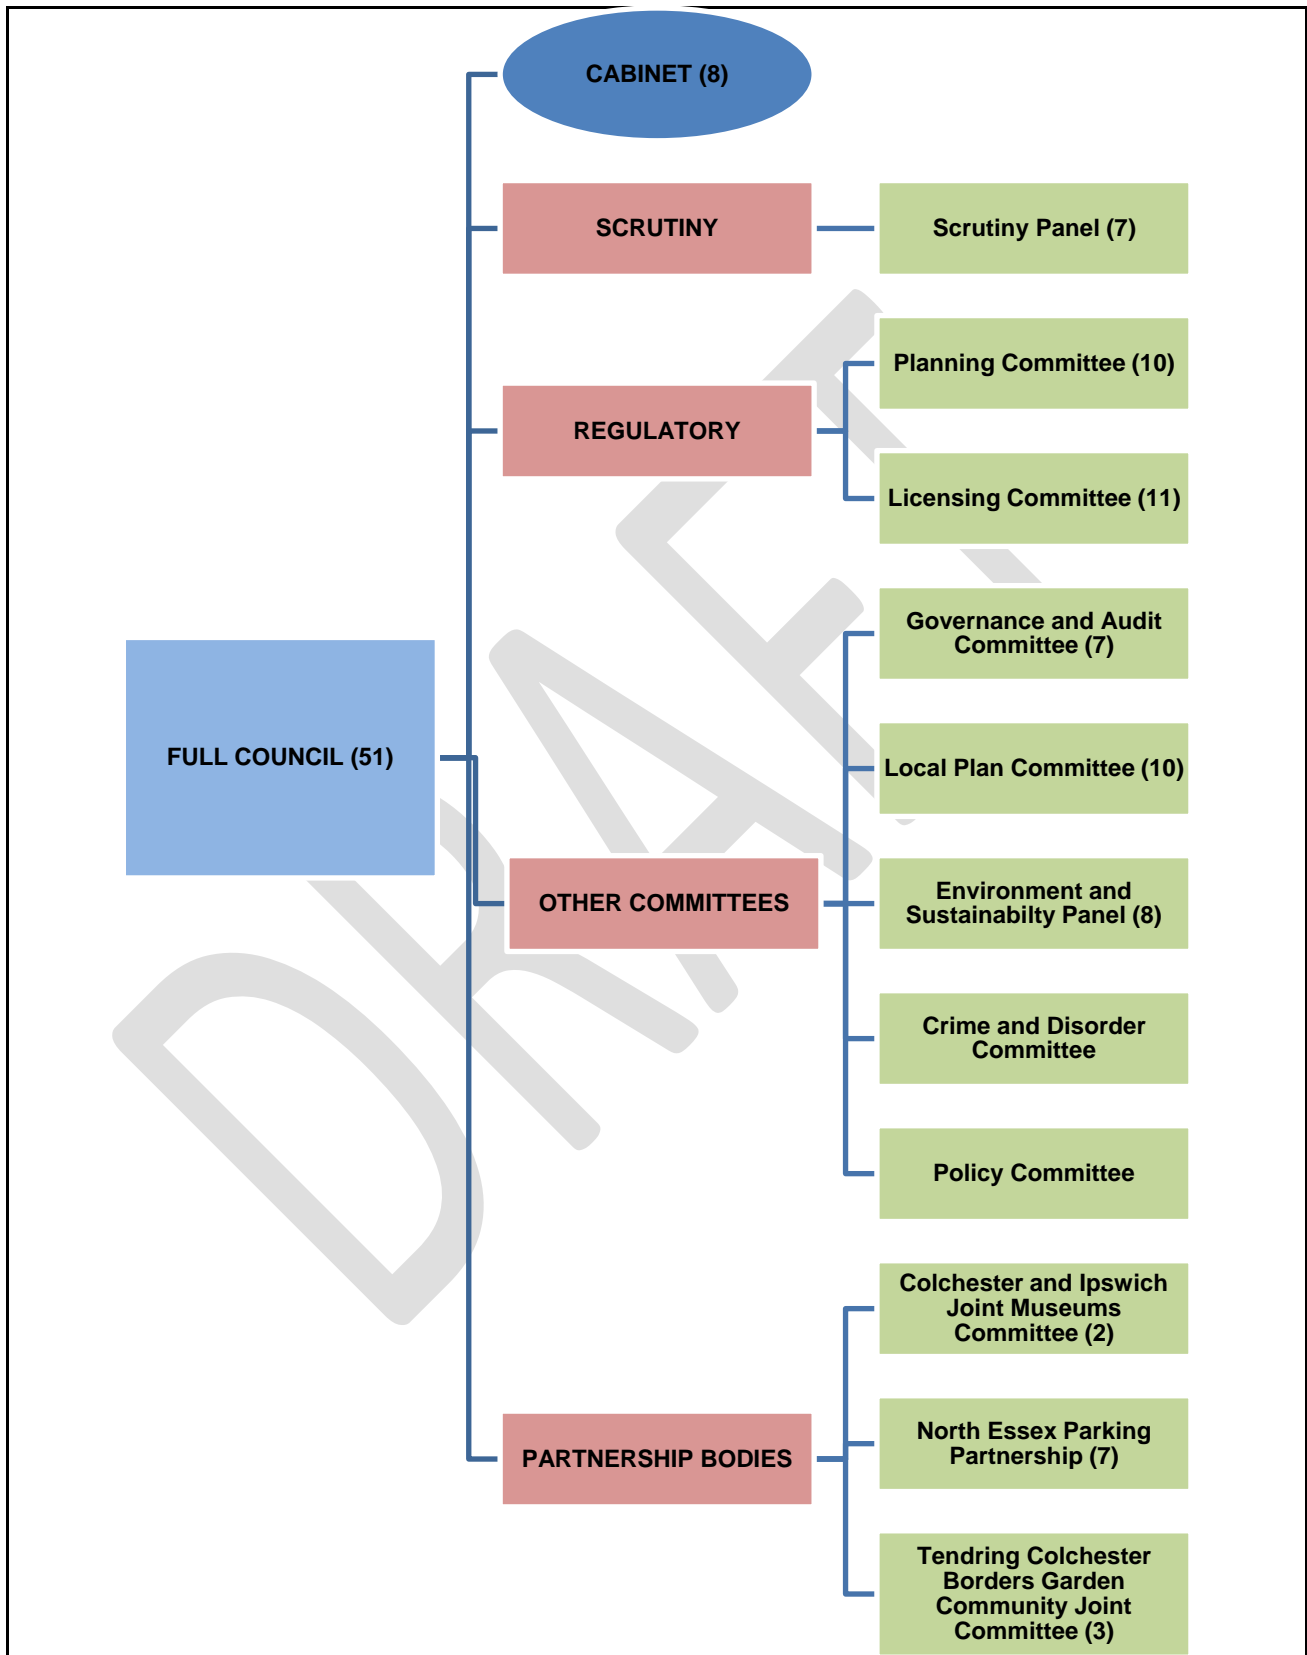 CABINET (8)
SCRUTINY
Scrutiny Panel (7)
Planning Committee (10)
REGULATORY
Licensing Committee (11)
Governance and Audit
Committee (7)
FULL COUNCIL (51)
Local Plan Committee (10)
OTHER COMMITTEES
Environment and
Sustainabilty Panel (8)
Crime and Disorder
Committee
Policy Committee
Colchester and Ipswich
Joint Museums
Committee (2)
PARTNERSHIP BODIES
North Essex Parking
Partnership (7)
Tendring Colchester
Borders Garden
Community Joint
Committee (3)
DRAFT